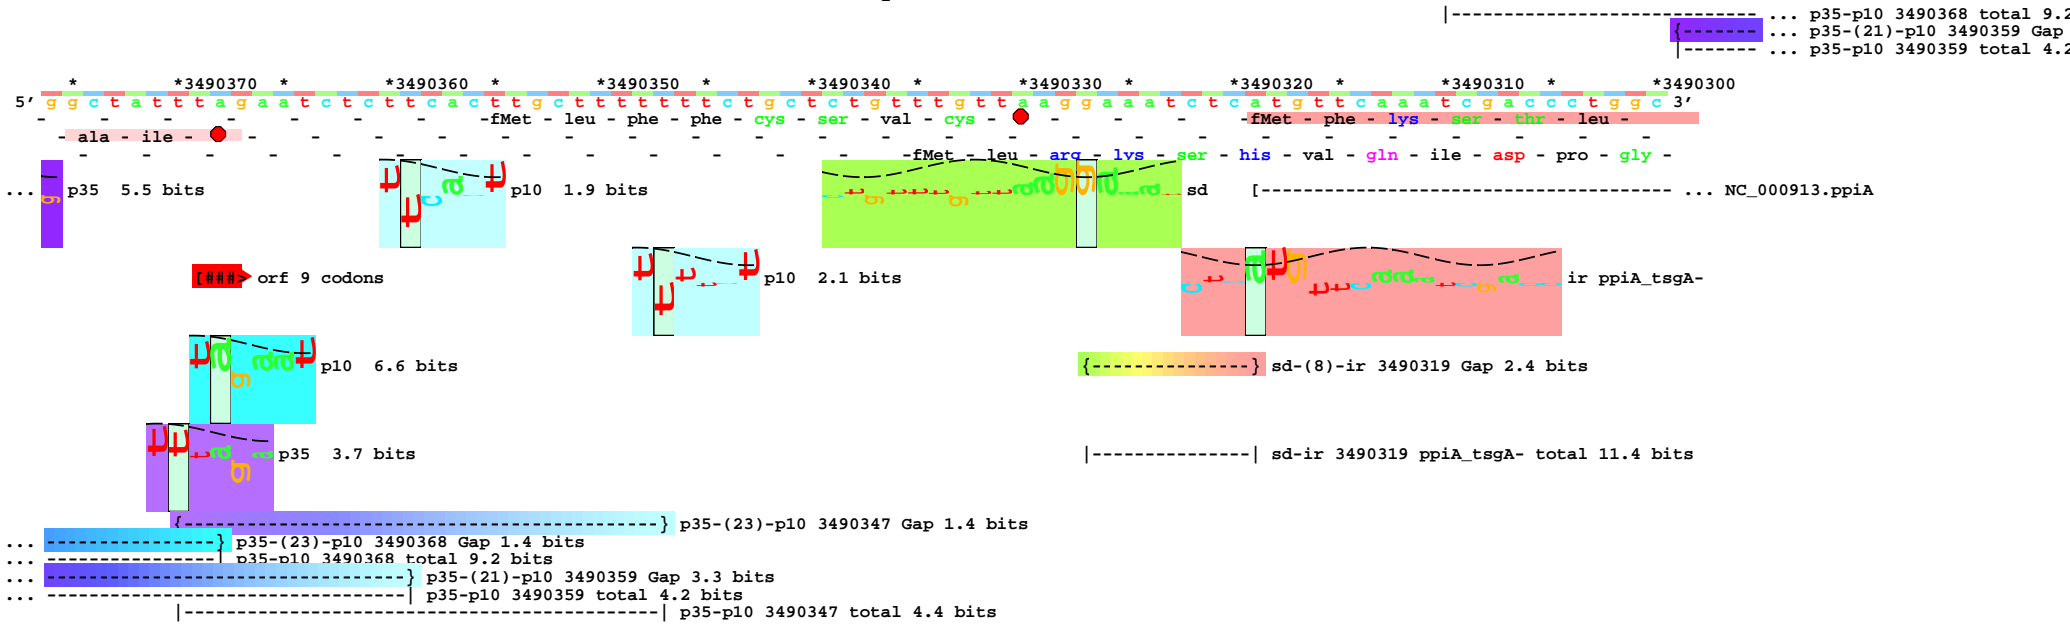 |---------------------------- ... p35-p10 3490368 total 9.2
{------- ... p35-(21)-p10 3490359 Gap
|------- ... p35-p10 3490359 total 4.2
* *3490370 * *3490360 * *3490350 * *3490340 * *3490330 * *3490320 * *3490310 * *3490300
5′ g g c t a t t t a g a a t c t c t t c a c t t g c t t t t t t t c t g c t c t g t t t g t t a a g g a a a t c t c a t g t t c a a a t c g a c c c t g g c 3′
- - - - - - - -fMet - leu - phe - phe - cys - ser - val - cys - - - - -fMet - phe - lys - ser - thr - leu -
- ala - ile - - - - - - - - - - - - - - - - - - - - - - -
- - - - - - - - - - - - - -fMet - leu - arg - lys - ser - his - val - gln - ile - asp - pro - gly -
... p35 5.5 bits p10 1.9 bits sd [------------------------------- ... NC_000913.ppiA
[###> orf 9 codons p10 2.1 bits ir ppiA_tsgA-
p10 6.6 bits {---------------} sd-(8)-ir 3490319 Gap 2.4 bits
p35 3.7 bits |---------------| sd-ir 3490319 ppiA_tsgA- total 11.4 bits
{---------------------------------------------} p35-(23)-p10 3490347 Gap 1.4 bits
... ----------------} p35-(23)-p10 3490368 Gap 1.4 bits
... ----------------| p35-p10 3490368 total 9.2 bits
... ----------------------------------} p35-(21)-p10 3490359 Gap 3.3 bits
... ----------------------------------| p35-p10 3490359 total 4.2 bits
|---------------------------------------------| p35-p10 3490347 total 4.4 bits